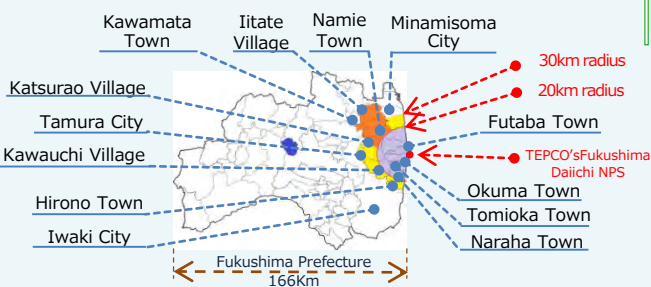 Kawamata
Town
Iitate
Village
Namie
Town
Minamisoma
City
30km radius
20km radius
Katsurao Village
Tamura City
Futaba Town
Kawauchi Village
TEPCO'sFukushima
Daiichi NPS
Okuma Town
Hirono Town
Tomioka Town
Iwaki City
Naraha Town
Fukushima Prefecture
166Km